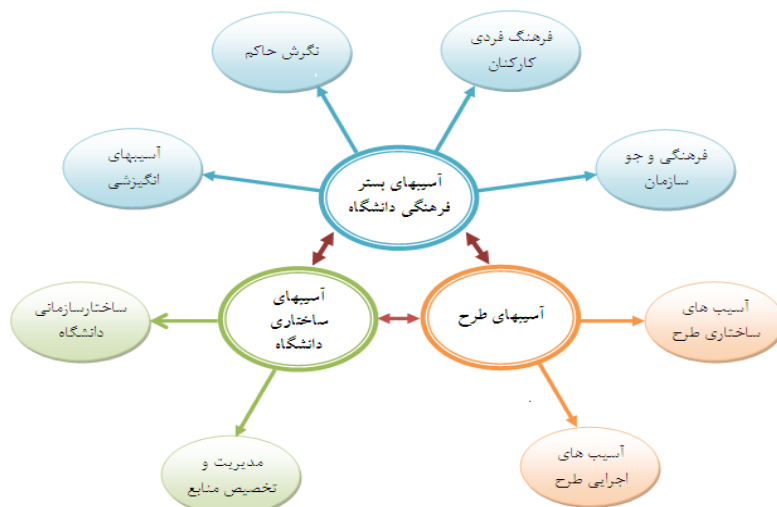 نگرش حاکم
فرهنگ فردی
کارکنان
آسیبهای
انگیزشی
آسیبهای بستر
فرهنگی دانشگاه
فرهنگی و جو
سازمان
ساختارسازمانی
دانشگاه
آسیبهای
ساختاری
دانشگاه
آسیبهای طرح
آسیب های
ساختاری طرح
مدیریت و
تخصیص منابع
آسیب های
اجرایی طرح